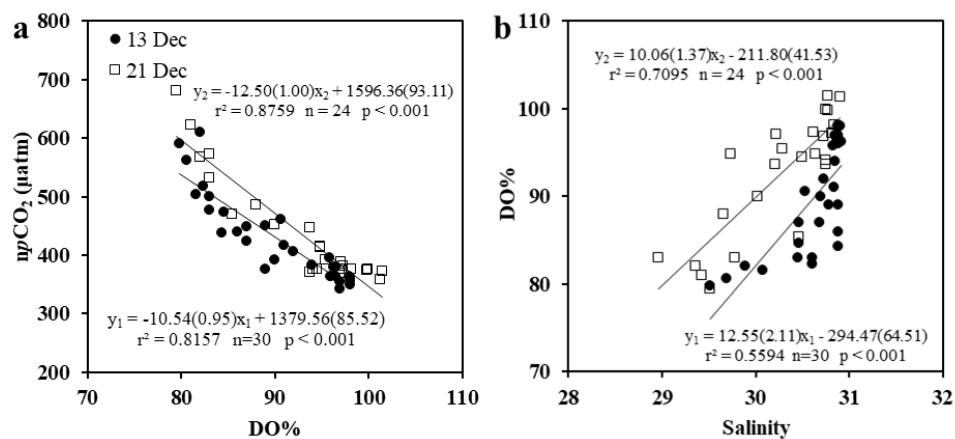 a
13 Dec
21 Dec
y₂ = -12.50(1.00)x₂ + 1596.36(93.11)
r² = 0.8759 n = 24 p < 0.001
y₁ = -10.54(0.95)x₁ + 1379.56(85.52)
r² = 0.8157 n=30 p < 0.001
npCO₂ (µatm)
800
700
600
500
400
300
200
70 80 90 100 110
DO%
b
y₂ = 10.06(1.37)x₂ - 211.80(41.53)
r² = 0.7095 n = 24 p < 0.001
y₁ = 12.55(2.11)x₁ - 294.47(64.51)
r² = 0.5594 n=30 p < 0.001
DO%
110
100
90
80
70
28 29 30 31 32
Salinity